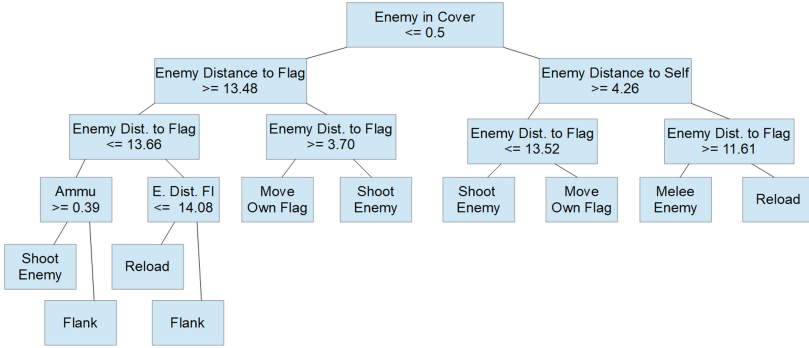 Enemy in Cover
<= 0.5
Enemy Distance to Flag
>= 13.48
Enemy Distance to Self
>= 4.26
Enemy Dist. to Flag
<= 13.66
Enemy Dist. to Flag
>= 3.70
Enemy Dist. to Flag
<= 13.52
Enemy Dist. to Flag
>= 11.61
Ammu
>= 0.39
E. Dist. Fl
<= 14.08
Move
Own Flag
Shoot
Enemy
Shoot
Enemy
Move
Own Flag
Melee
Enemy
Reload
Shoot
Enemy
Reload
Flank
Flank